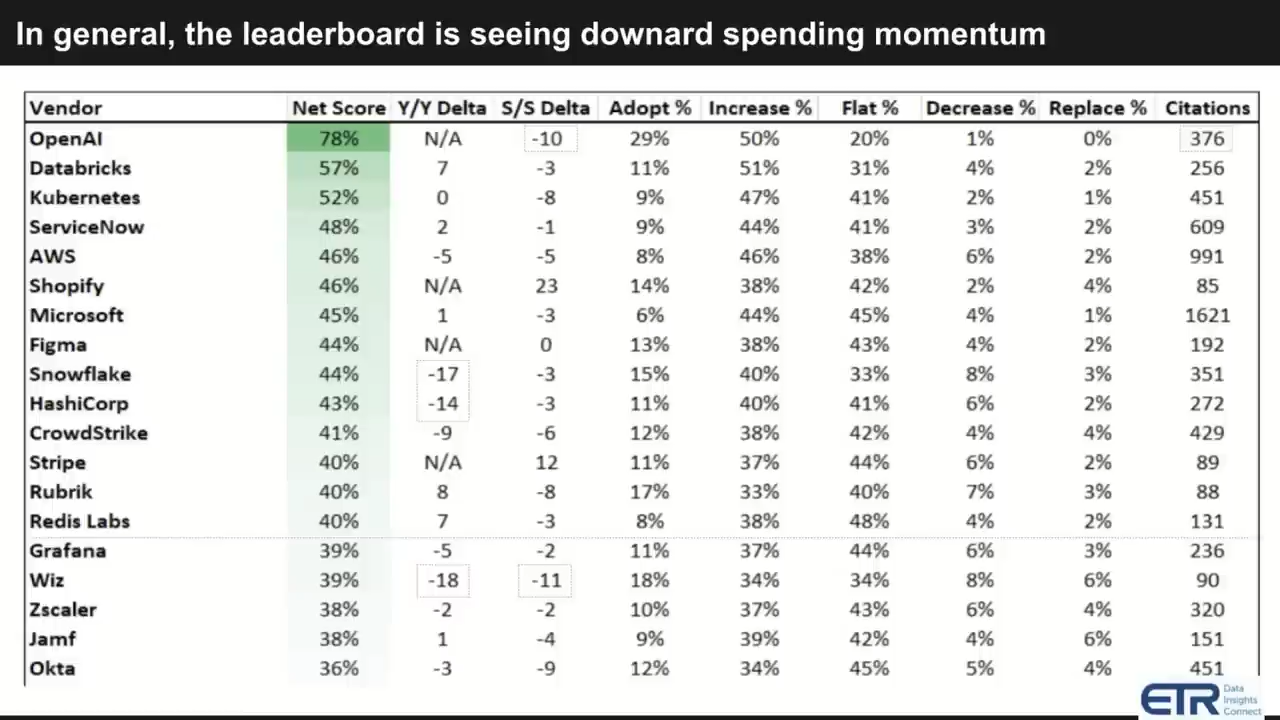 In general, the leaderboard is seeing downard spending momentum
Vendor Net Score Y/Y Delta S/S Delta Adopt % Increase % Flat % Decrease % Replace % Citations
OpenAI 78% N/A -10 29% 50% 20% 1% 0% 376
Databricks 57% 7 -3 11% 51% 31% 4% 2% 256
Kubernetes 52% 0 -8 9% 47% 41% 2% 1% 451
ServiceNow 48% 2 -1 9% 44% 41% 3% 2% 609
AWS 46% -5 -5 8% 46% 38% 6% 2% 991
Shopify 46% N/A 23 14% 38% 42% 2% 4% 85
Microsoft 45% 1 -3 6% 44% 45% 4% 1% 1621
Figma 44% N/A 0 13% 38% 43% 4% 2% 192
Snowflake 44% -17 -3 15% 40% 33% 8% 3% 351
HashiCorp 43% -14 -3 11% 40% 41% 6% 2% 272
CrowdStrike 41% -9 -6 12% 38% 42% 4% 4% 429
Stripe 40% N/A 12 11% 37% 44% 6% 2% 89
Rubrik 40% 8 -8 17% 33% 40% 7% 3% 88
Redis Labs 40% 7 -3 8% 38% 48% 4% 2% 131
Grafana 39% -5 -2 11% 37% 44% 6% 3% 236
Wiz 39% -18 -11 18% 34% 34% 8% 6% 90
Zscaler 38% -2 -2 10% 37% 43% 6% 4% 320
Jamf 38% 1 -4 9% 39% 42% 4% 6% 151
Okta 36% -3 -9 12% 34% 45% 5% 4% 451
ETR Data
Insights
Connect